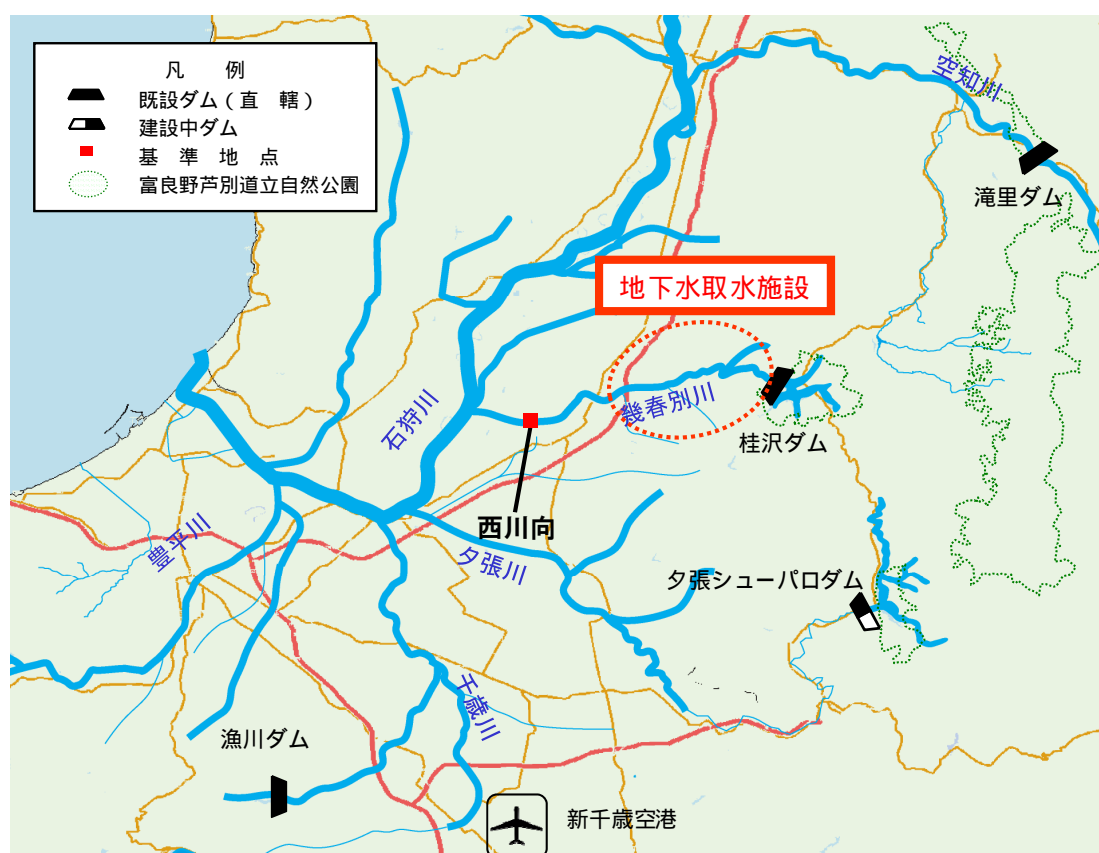 凡 例
既設ダム(直 轄)
建設中ダム
基 準 地 点
富良野芦別道立自然公園
空知川
滝里ダム
地下水取水施設
幾春別川
桂沢ダム
石狩川
西川向
夕張川
豊平川
夕張シューパロダム
千歳川
漁川ダム
新千歳空港